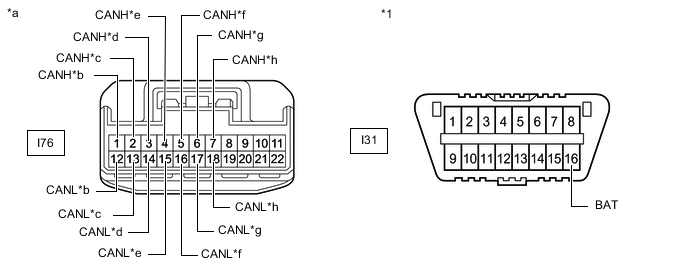 *a
CANH*e
CANH*f
*1
CANH*d
CANH*g
CANH*c
CANH*h
CANH*b
I76
1 2 3 4 5 6 7 8 9 10 11
12 13 14 15 16 17 18 19 20 21 22
I31
1 2 3 4 5 6 7 8
9 10 11 12 13 14 15 16
CANL*b
CANL*h
BAT
CANL*c
CANL*d
CANL*g
CANL*e
CANL*f